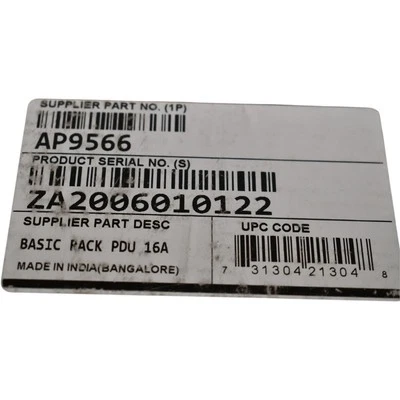 SUPPLIER PART NO. (1P)
AP9566
PRODUCT SERIAL NO. (S)
ZA2006010122
SUPPLIER PART DESC
BASIC RACK PDU 16A
MADE IN INDIA(BANGALORE)
UPC CODE
7 31304 21304 8